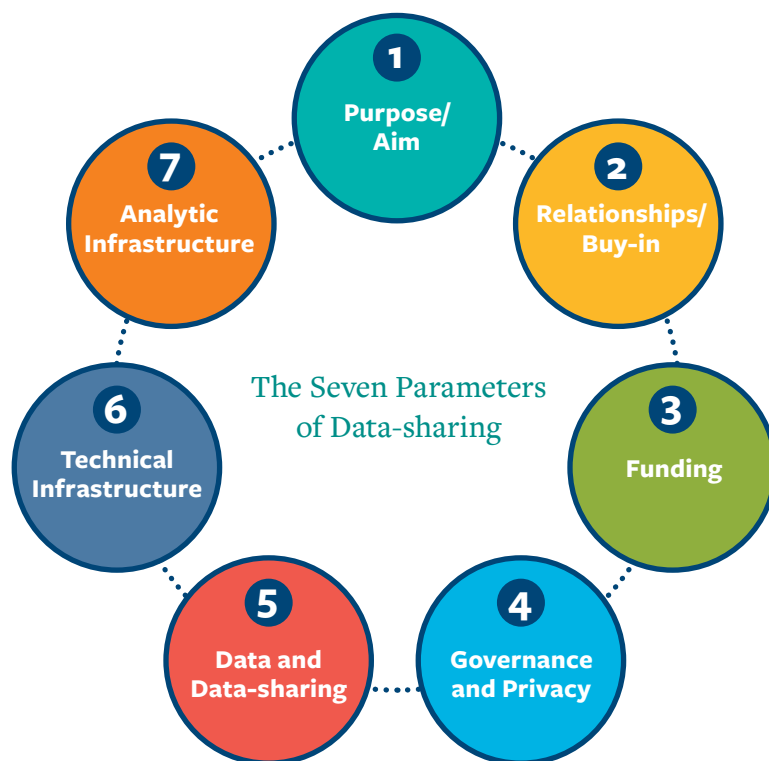 1
Purpose/
Aim
2
Relationships/
Buy-in
3
Funding
4
Governance
and Privacy
5
Data and
Data-sharing
6
Technical
Infrastructure
7
Analytic
Infrastructure
The Seven Parameters
of Data-sharing